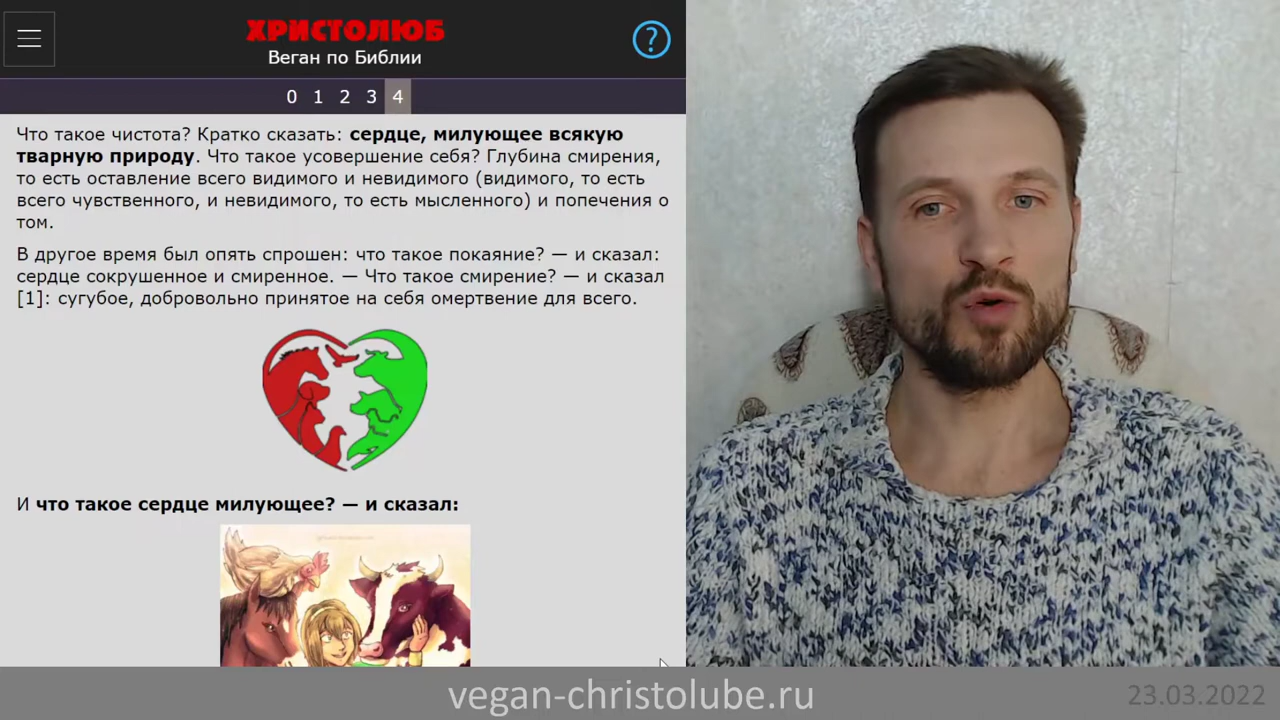 ХРИСТОЛЮБ
Веган по Библии
?
0 1 2 3 4
Что такое чистота? Кратко сказать: сердце, милующее всякую
тварную природу. Что такое усовершение себя? Глубина смирения,
то есть оставление всего видимого и невидимого (видимого, то есть
всего чувственного, и невидимого, то есть мысленного) и попечения о
том.
В другое время был опять спрошен: что такое покаяние? — и сказал:
сердце сокрушенное и смиренное. — Что такое смирение? — и сказал
[1]: сугубое, добровольно принятое на себя омертвение для всего.
И что такое сердце милующее? — и сказал:
vegan-christolube.ru
23.03.2022